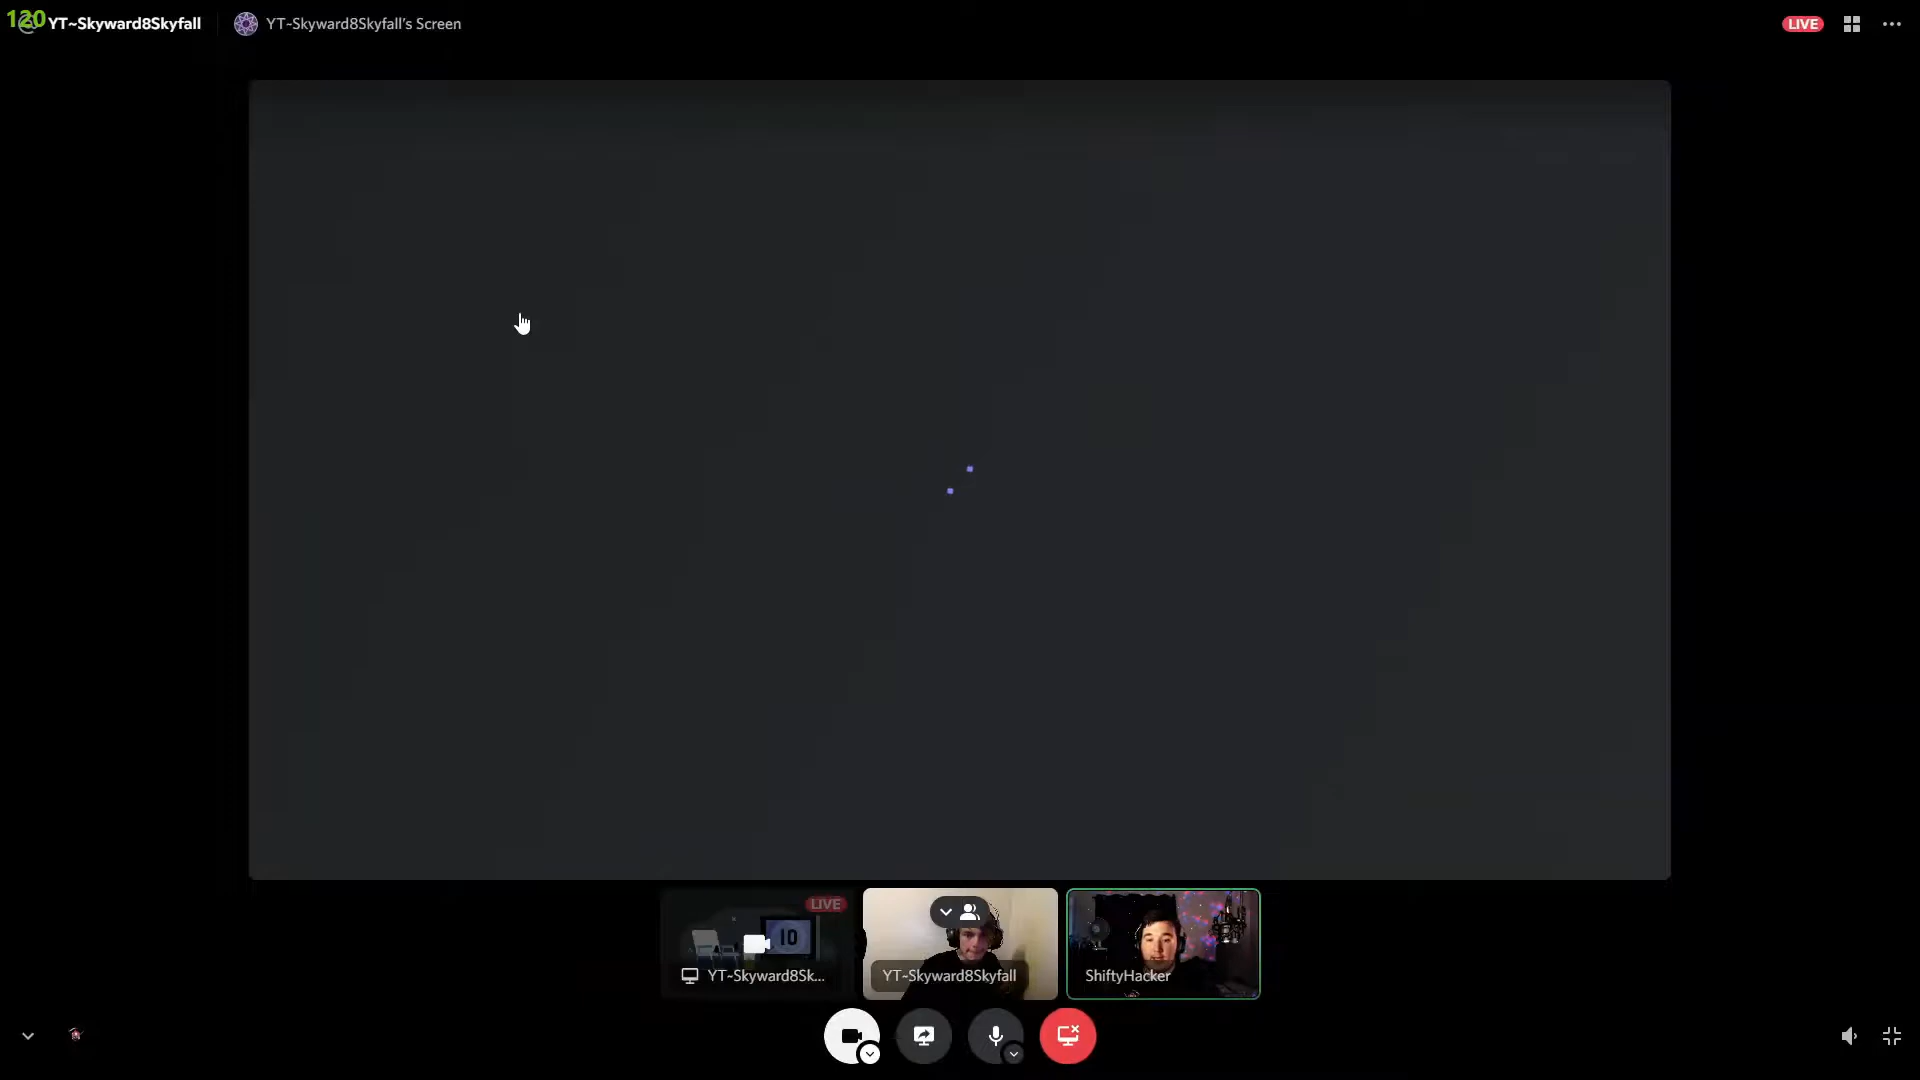 120 YT~Skyward8Skyfall YT~Skyward8Skyfall's Screen LIVE
LIVE
10
YT~Skyward8Sk... YT~Skyward8Skyfall ShiftyHacker